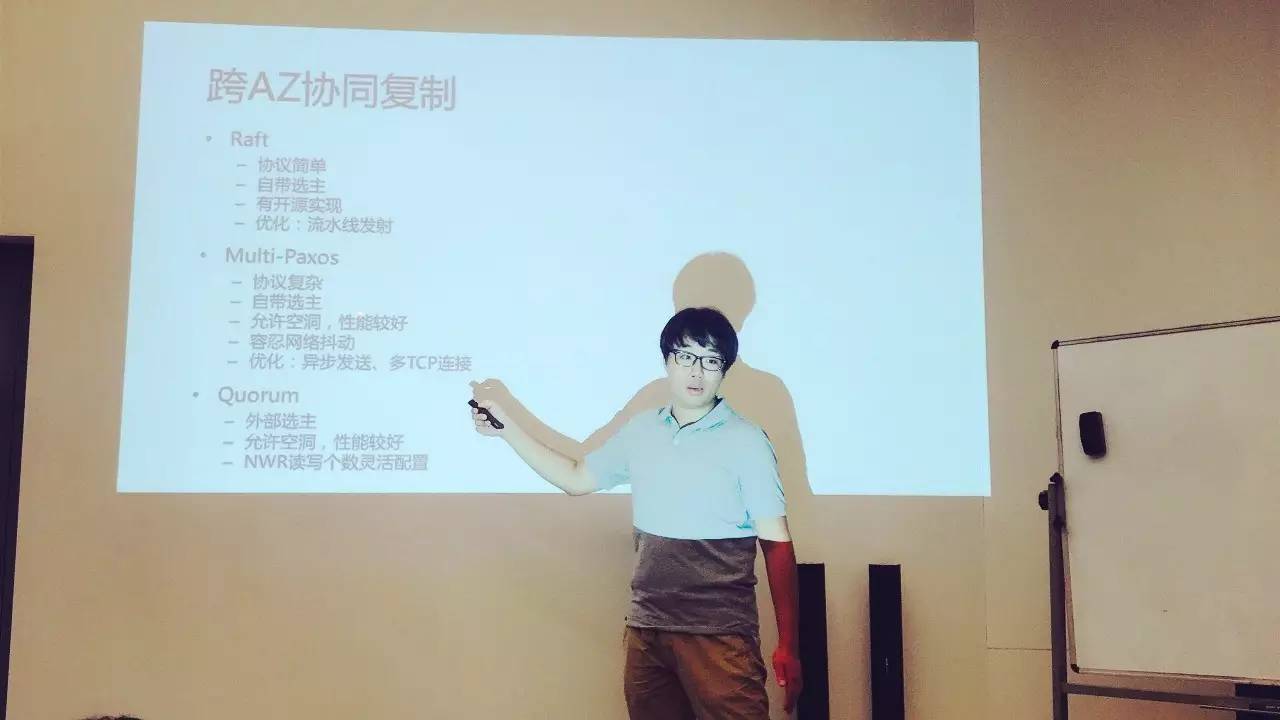 跨AZ协同复制
• Raft
– 协议简单
– 自带选主
– 有开源实现
– 优化：流水线发射
• Multi-Paxos
– 协议复杂
– 自带选主
– 允许空洞，性能较好
– 容忍网络抖动
– 优化：异步发送、多TCP连接
• Quorum
– 外部选主
– 允许空洞，性能较好
– NWR读写个数灵活配置